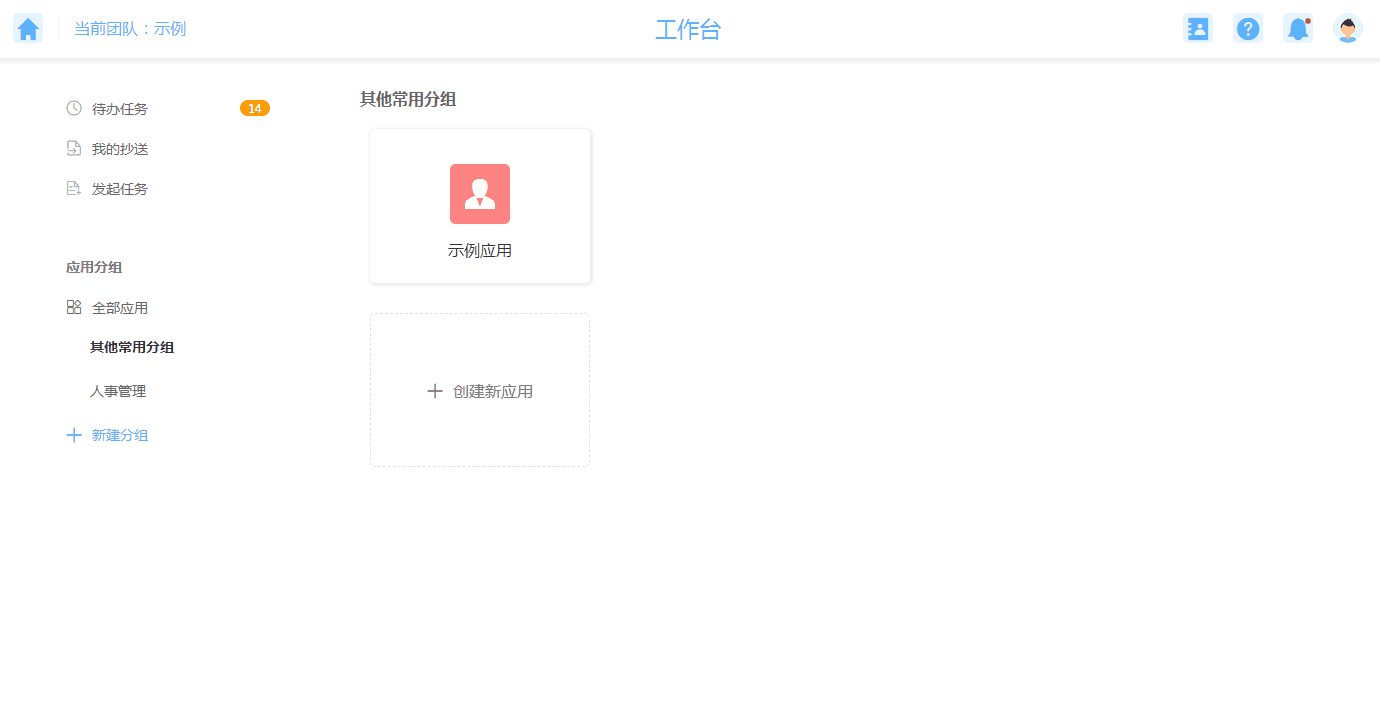 当前团队：示例
工作台
待办任务
14
我的抄送
发起任务
应用分组
全部应用
其他常用分组
人事管理
新建分组
其他常用分组
示例应用
创建新应用